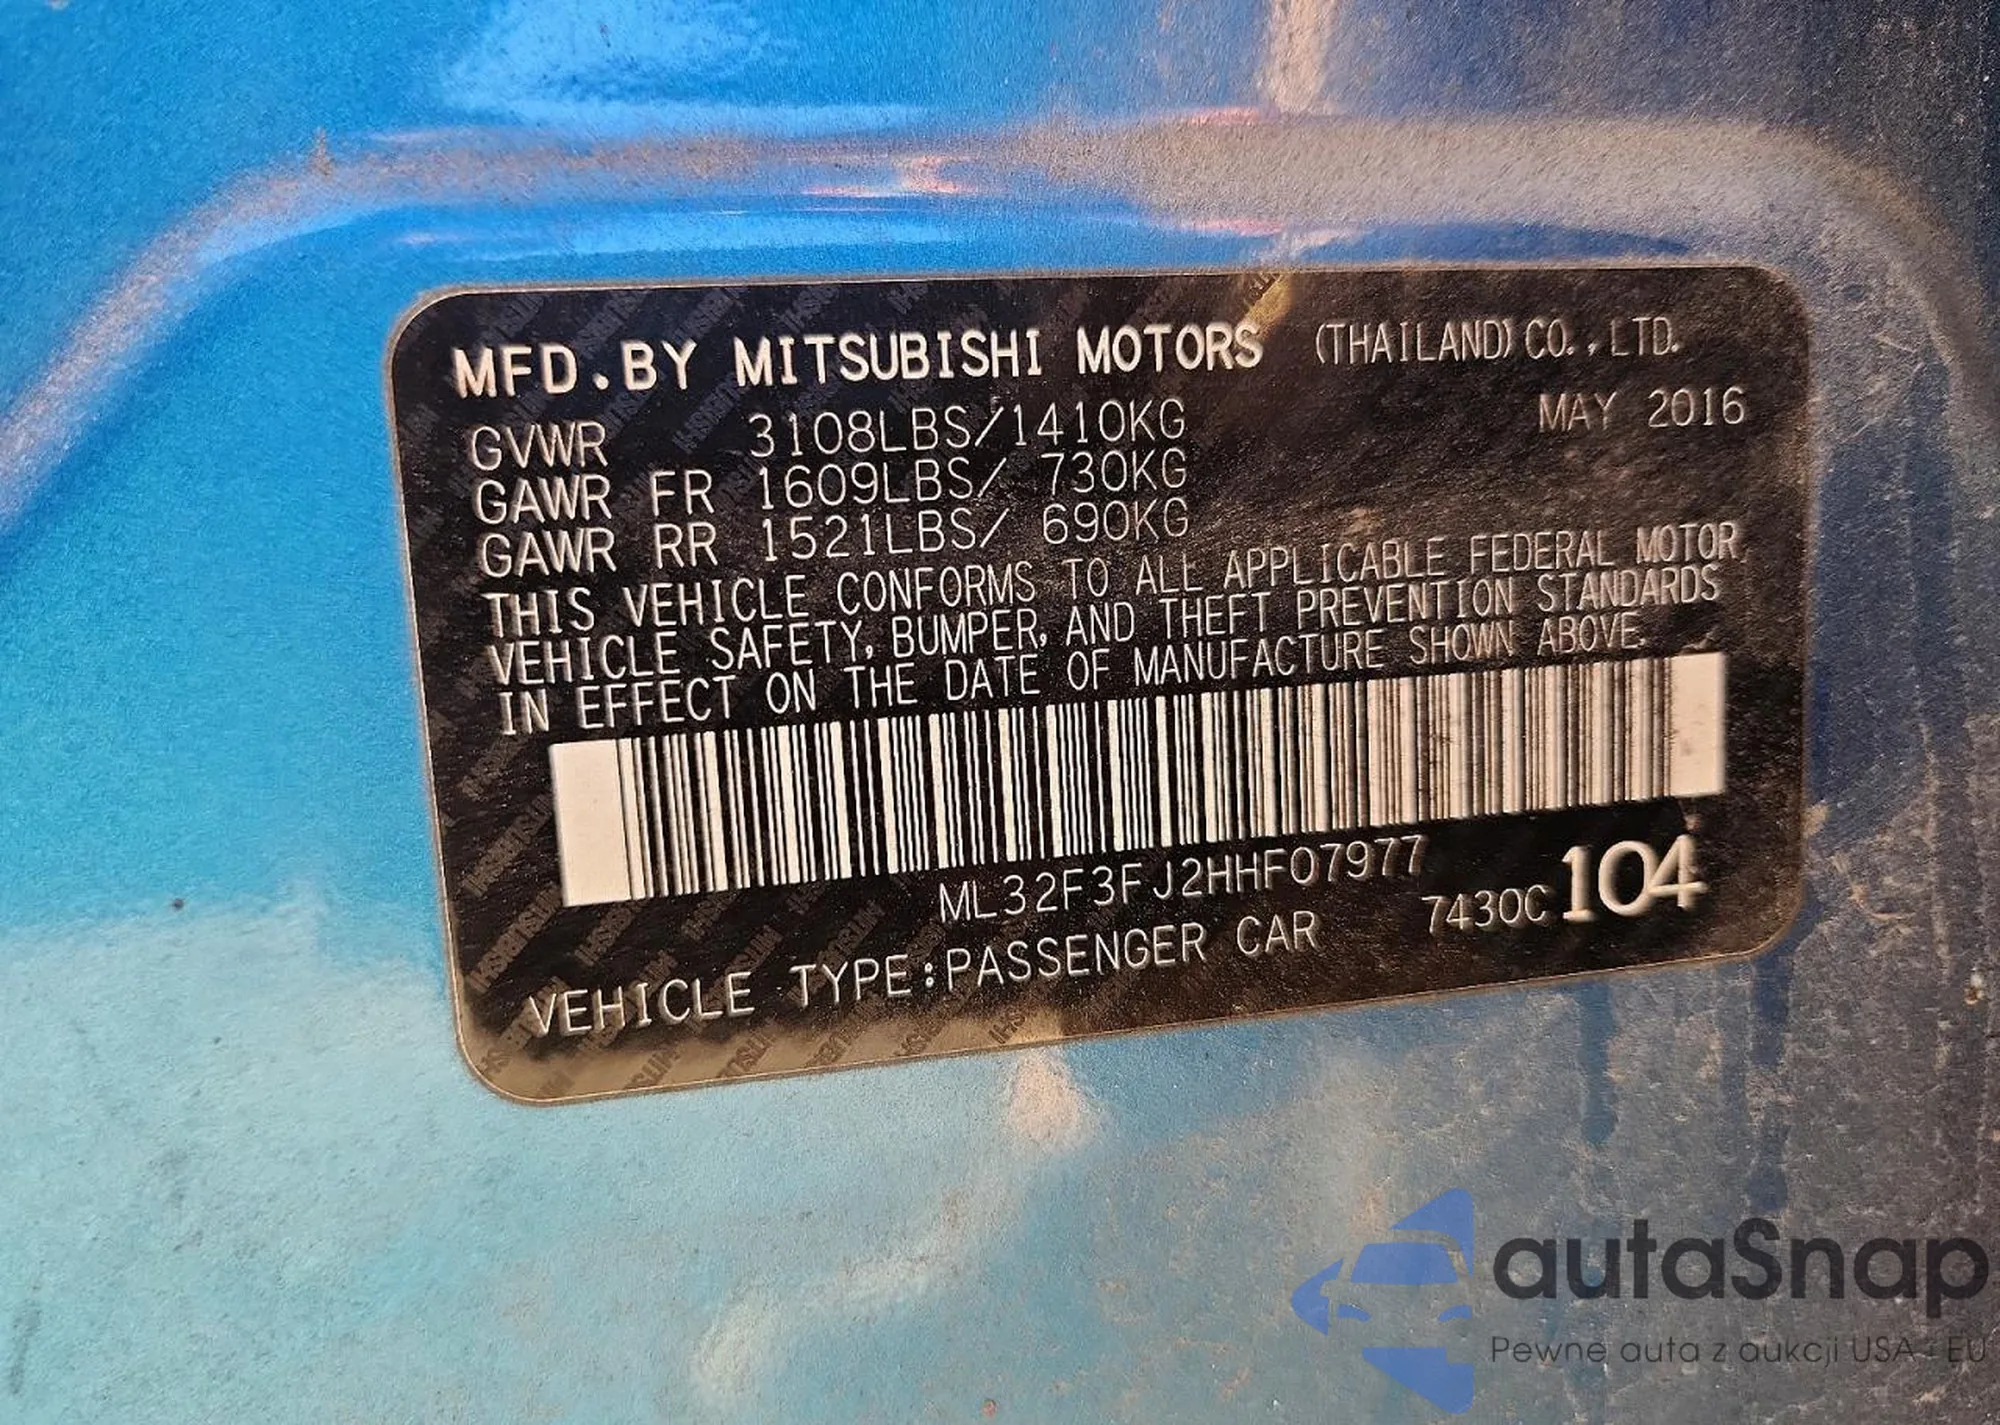 MFD.BY MITSUBISHI MOTORS (THAILAND) CO., LTD.
MAY 2016
GVWR 3108LBS/1410KG
GAWR FR 1609LBS/ 730KG
GAWR RR 1521LBS/ 690KG
THIS VEHICLE CONFORMS TO ALL APPLICABLE FEDERAL MOTOR
VEHICLE SAFETY, BUMPER, AND THEFT PREVENTION STANDARDS
IN EFFECT ON THE DATE OF MANUFACTURE SHOWN ABOVE.
ML32F3FJ2HHF07977
7430C 104
VEHICLE TYPE:PASSENGER CAR
autaSnap
Pewne auta z aukcji USA - EU